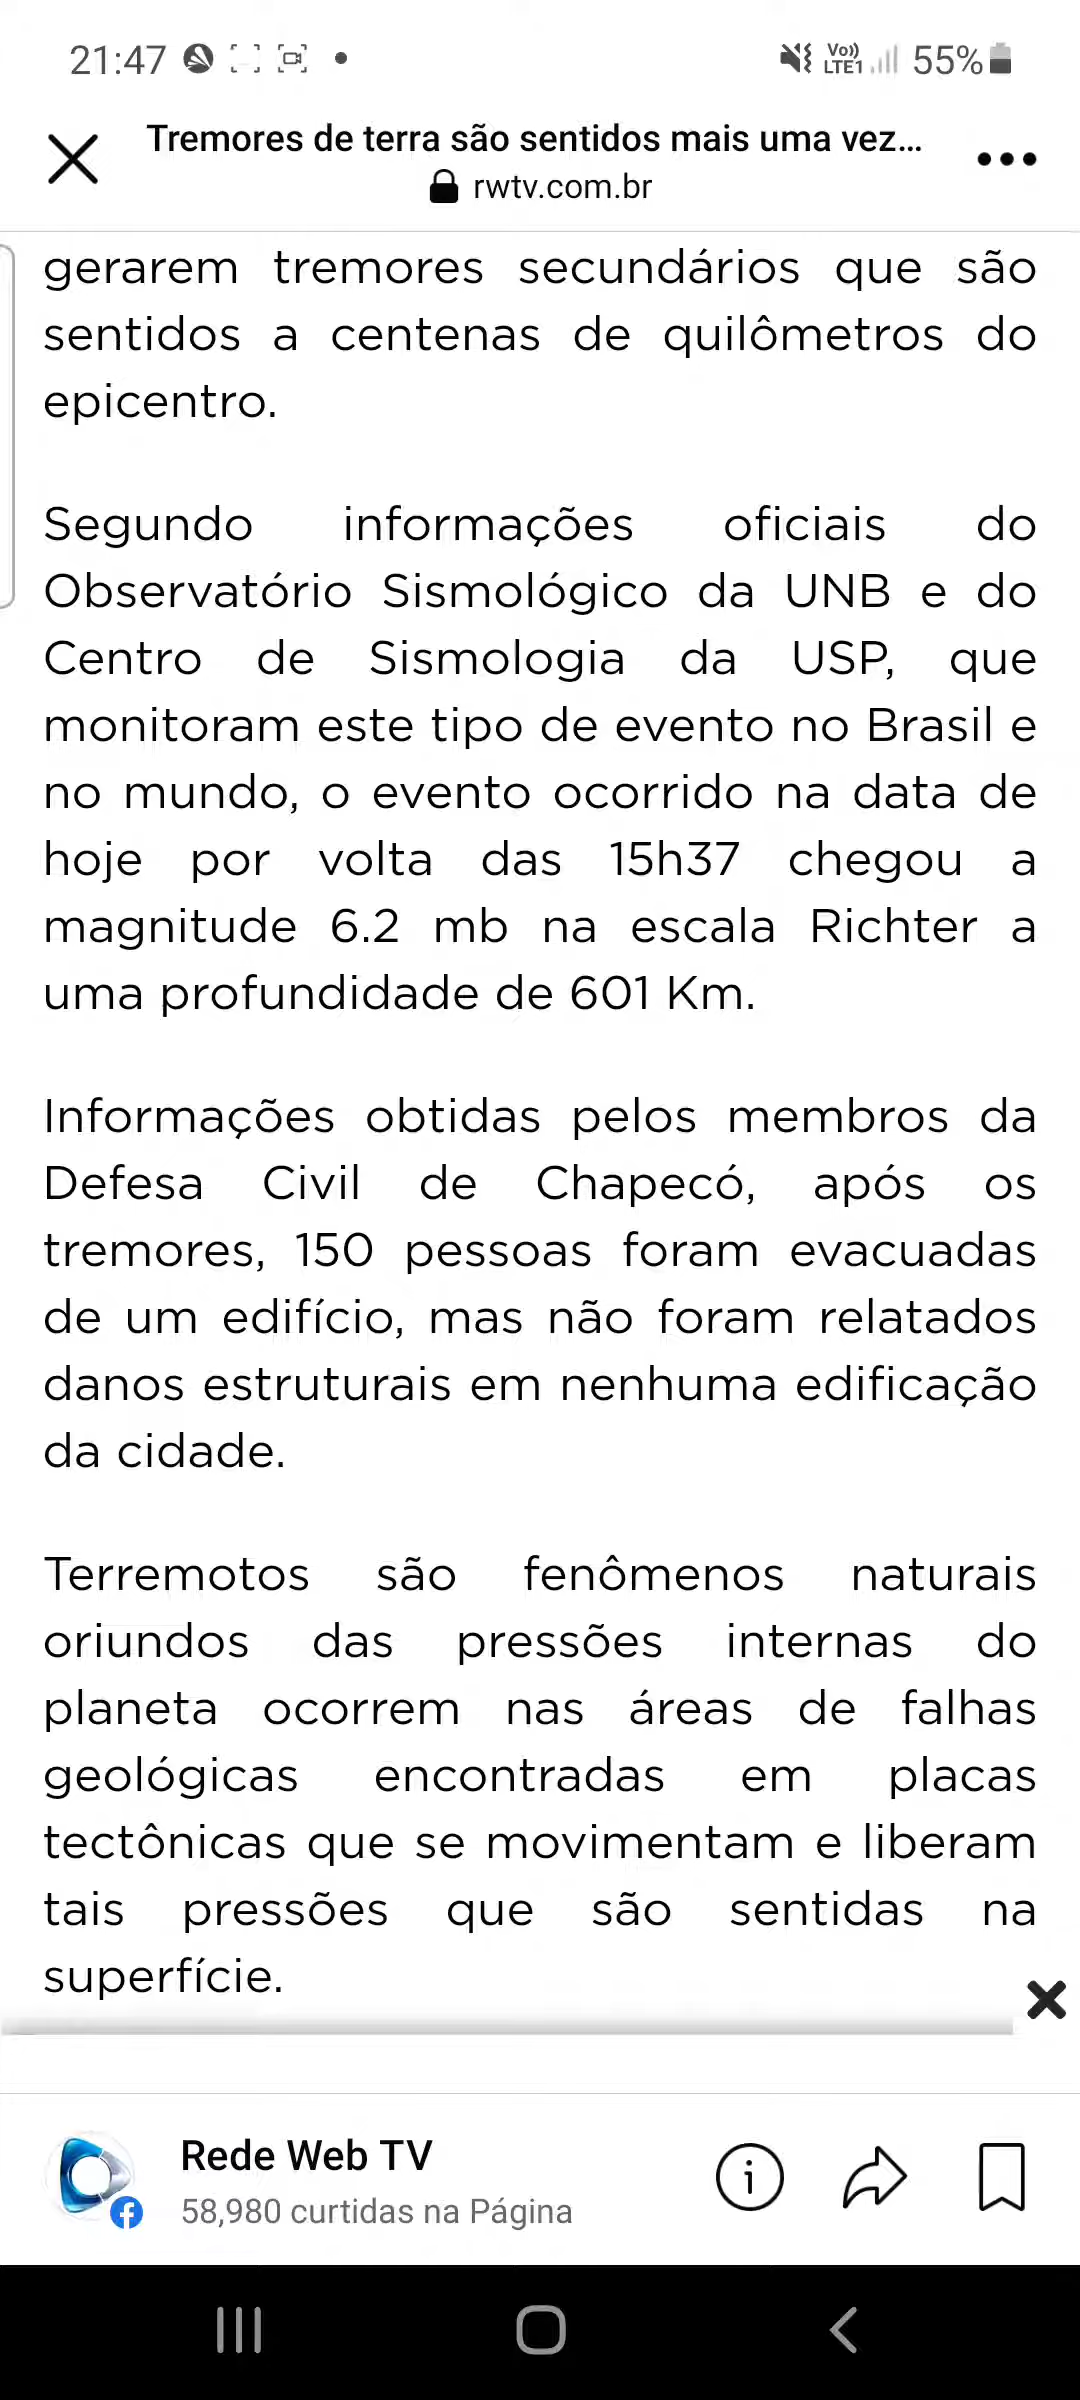 21:47
Vo))
LTE1
55%
Tremores de terra são sentidos mais uma vez...
rwtv.com.br
gerarem tremores secundários que são
sentidos a centenas de quilômetros do
epicentro.
Segundo informações oficiais do
Observatório Sismológico da UNB e do
Centro de Sismologia da USP, que
monitoram este tipo de evento no Brasil e
no mundo, o evento ocorrido na data de
hoje por volta das 15h37 chegou a
magnitude 6.2 mb na escala Richter a
uma profundidade de 601 Km.
Informações obtidas pelos membros da
Defesa Civil de Chapecó, após os
tremores, 150 pessoas foram evacuadas
de um edifício, mas não foram relatados
danos estruturais em nenhuma edificação
da cidade.
Terremotos são fenômenos naturais
oriundos das pressões internas do
planeta ocorrem nas áreas de falhas
geológicas encontradas em placas
tectônicas que se movimentam e liberam
tais pressões que são sentidas na
superfície.
Rede Web TV
58,980 curtidas na Página